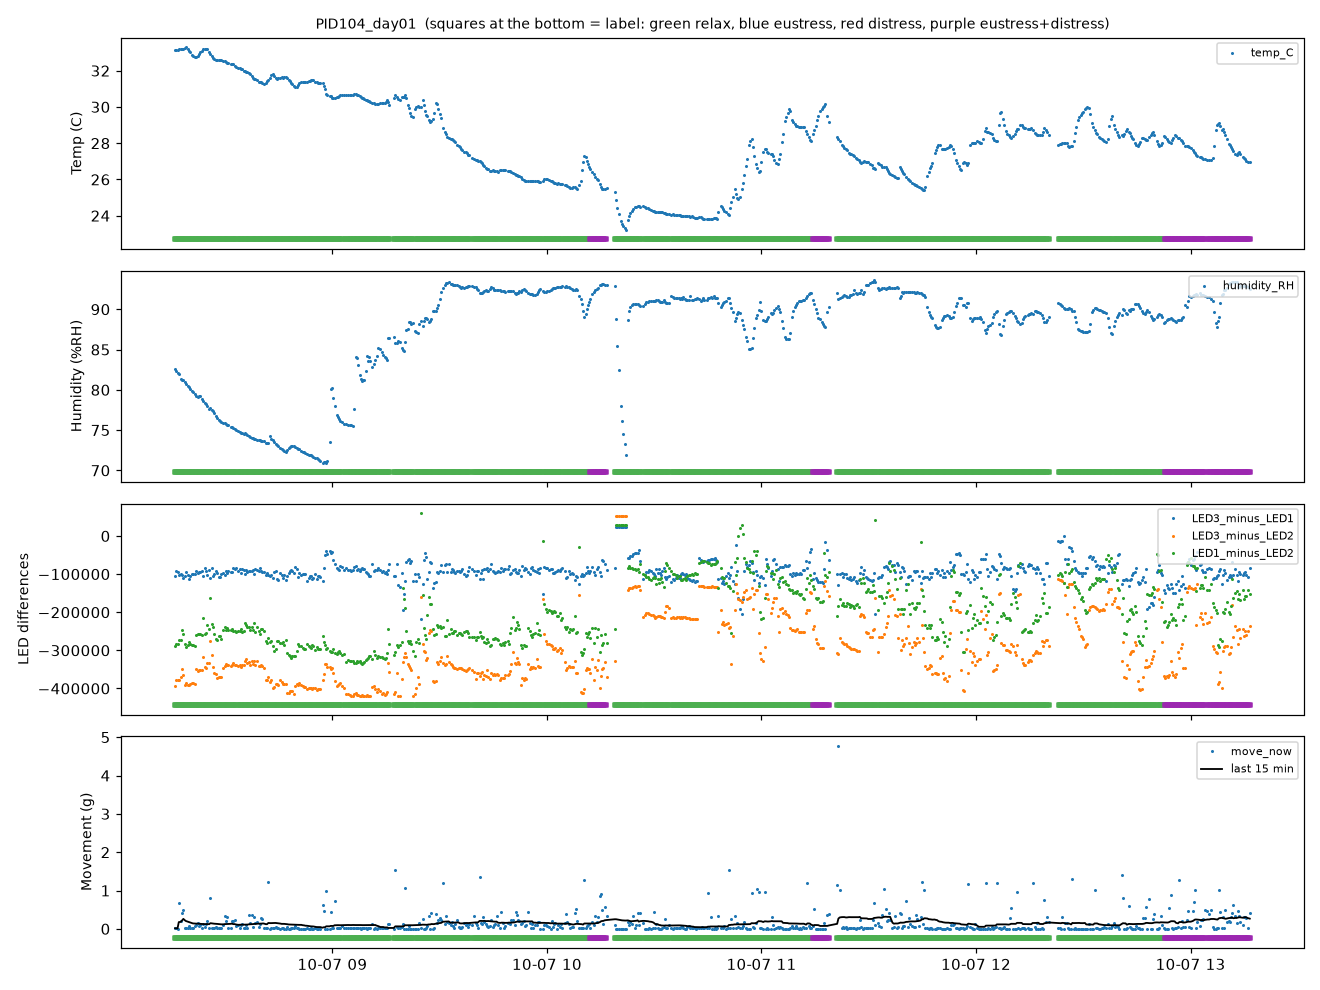 PID104_day01  (squares at the bottom = label: green relax, blue eustress, red distress, purple eustress+distress)
Temp (C)
32
30
28
26
24
temp_C
Humidity (%RH)
90
85
80
75
70
humidity_RH
LED differences
0
−100000
−200000
−300000
−400000
LED3_minus_LED1
LED3_minus_LED2
LED1_minus_LED2
Movement (g)
5
4
3
2
1
0
move_now
last 15 min
10-07 09
10-07 10
10-07 11
10-07 12
10-07 13